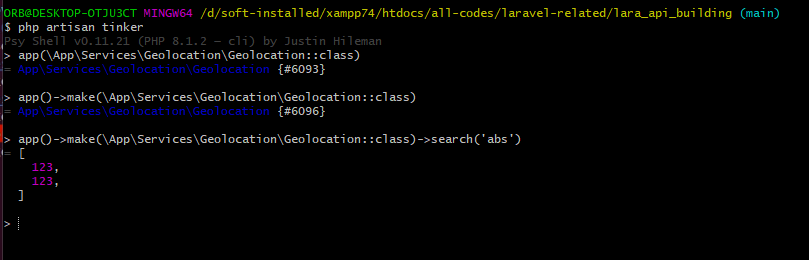 ORB@DESKTOP-OTJU3CT MINGW64 /d/soft-installed/xampp74/htdocs/all-codes/laravel-related/lara_api_building (main)
$ php artisan tinker
Psy Shell v0.11.21 (PHP 8.1.2 — cli) by Justin Hileman
> app(\App\Services\Geolocation\Geolocation::class)
= App\Services\Geolocation\Geolocation {#6093}
> app()->make(\App\Services\Geolocation\Geolocation::class)
= App\Services\Geolocation\Geolocation {#6096}
> app()->make(\App\Services\Geolocation\Geolocation::class)->search('abs')
= [
123,
123,
]
>